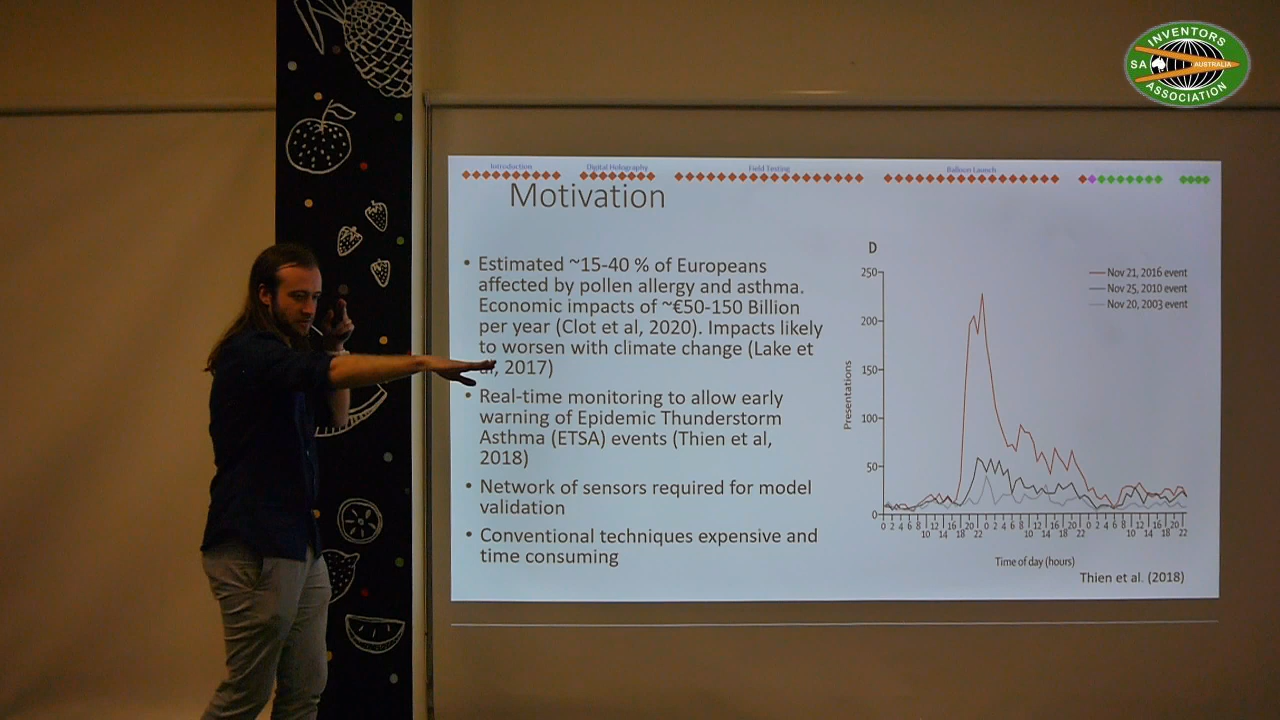 INVENTORS
SA AUSTRALIA
ASSOCIATION
Introduction Digital Holography Field Testing Balloon Launch
Motivation
• Estimated ~15-40 % of Europeans
affected by pollen allergy and asthma.
Economic impacts of ~€50-150 Billion
per year (Clot et al, 2020). Impacts likely
to worsen with climate change (Lake et
al, 2017)
• Real-time monitoring to allow early
warning of Epidemic Thunderstorm
Asthma (ETSA) events (Thien et al,
2018)
• Network of sensors required for model
validation
• Conventional techniques expensive and
time consuming
D
Nov 21, 2016 event
Nov 25, 2010 event
Nov 20, 2003 event
Presentations
250
200
150
100
50
0
0 2 4 6 8 10 12 14 16 18 20 22 0 2 4 6 8 10 12 14 16 18 20 22 0 2 4 6 8 10 12 14 16 18 20 22
Time of day (hours)
Thien et al. (2018)